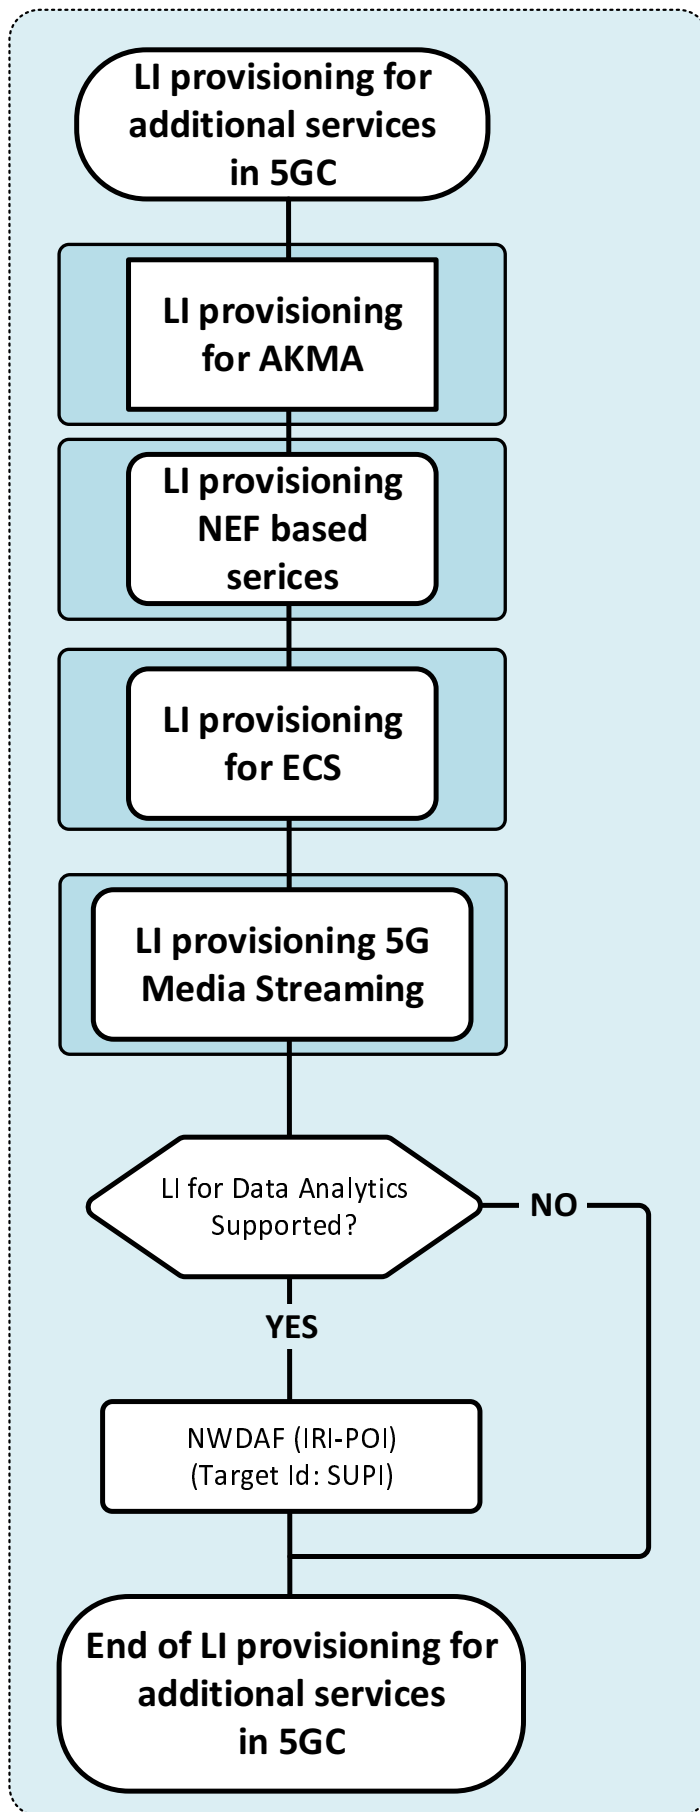 LI provisioning for
additional services
in 5GC
LI provisioning
for AKMA
LI provisioning
NEF based
serices
LI provisioning
for ECS
LI provisioning 5G
Media Streaming
LI for Data Analytics
Supported?
NO
YES
NWDAF (IRI-POI)
(Target Id: SUPI)
End of LI provisioning for
additional services
in 5GC